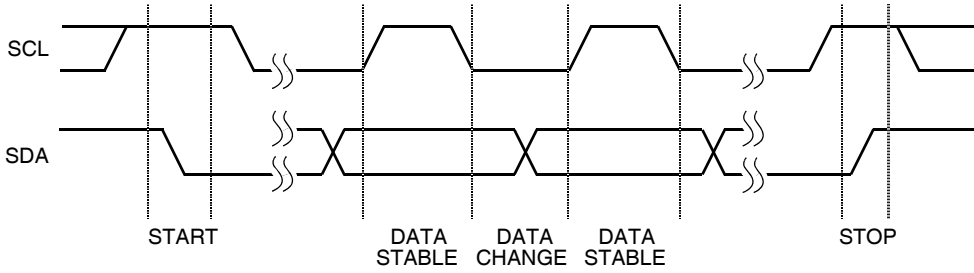 SCL
SDA
START
DATA
STABLE
DATA
CHANGE
DATA
STABLE
STOP